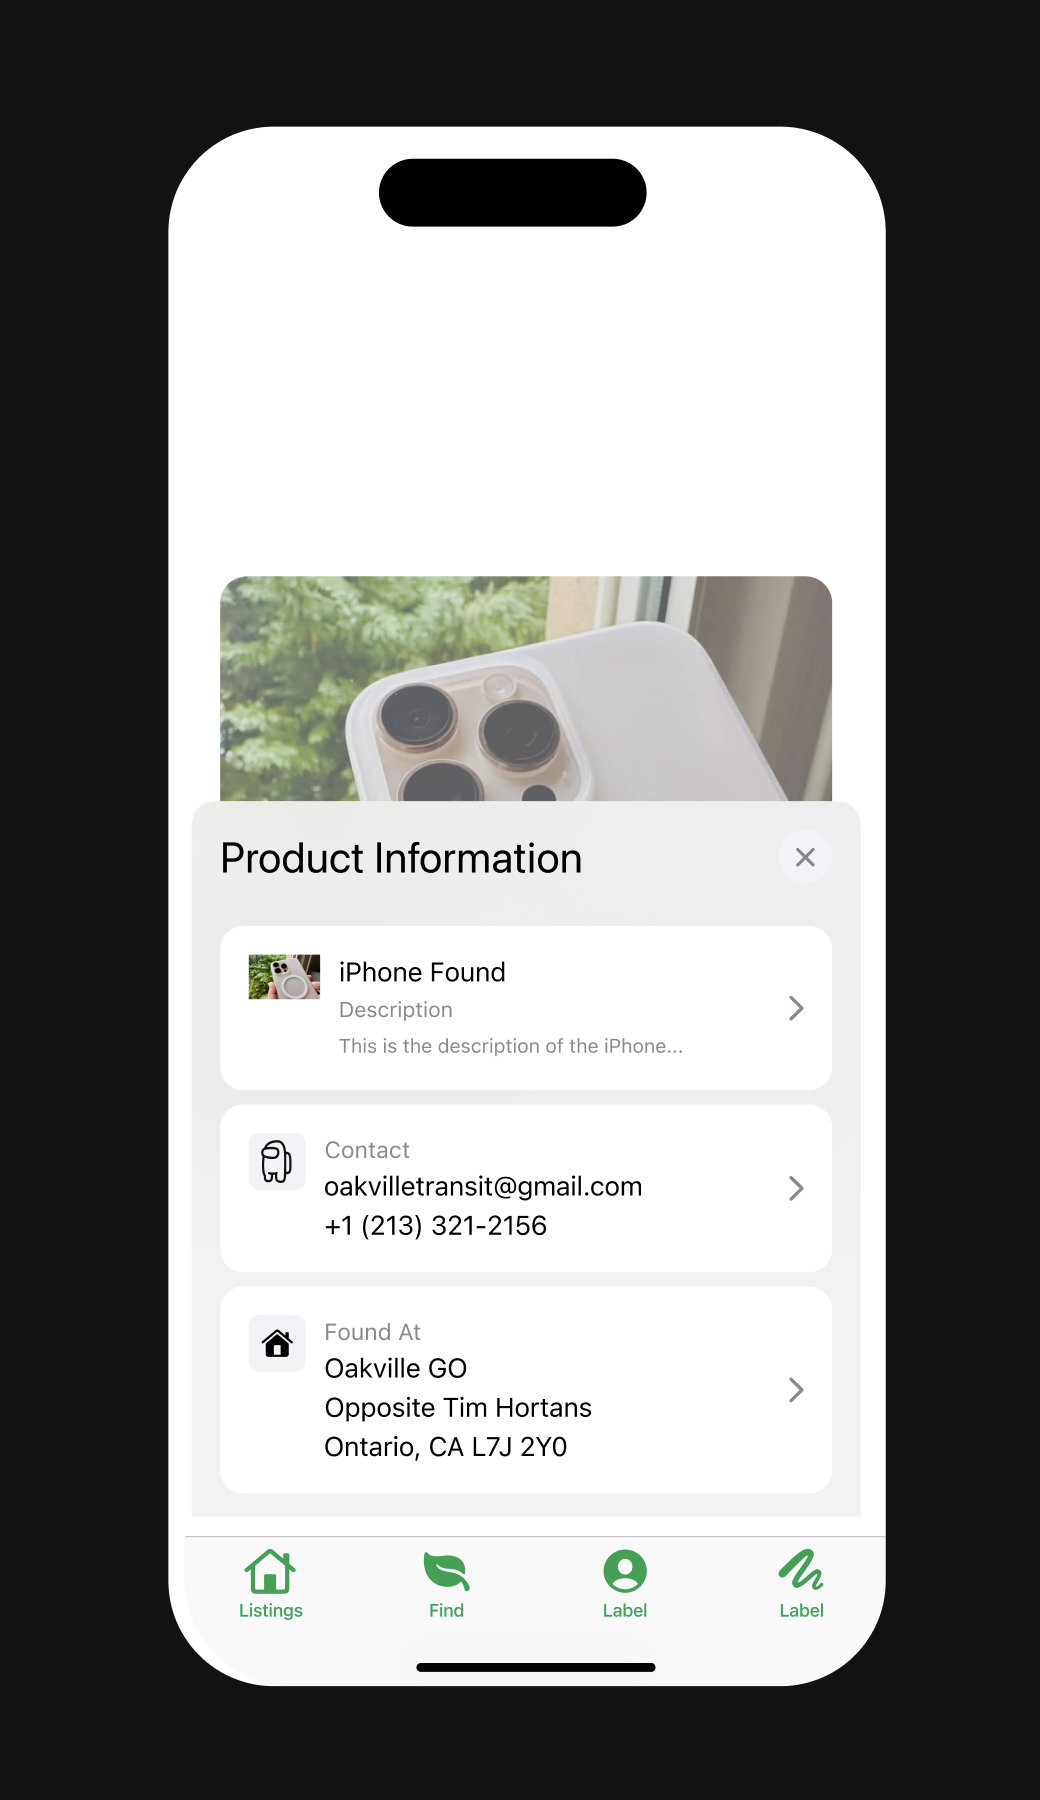 Product Information
iPhone Found
Description
This is the description of the iPhone...
Contact
oakvilletransit@gmail.com
+1 (213) 321-2156
Found At
Oakville GO
Opposite Tim Hortans
Ontario, CA L7J 2Y0
Listings
Find
Label
Label